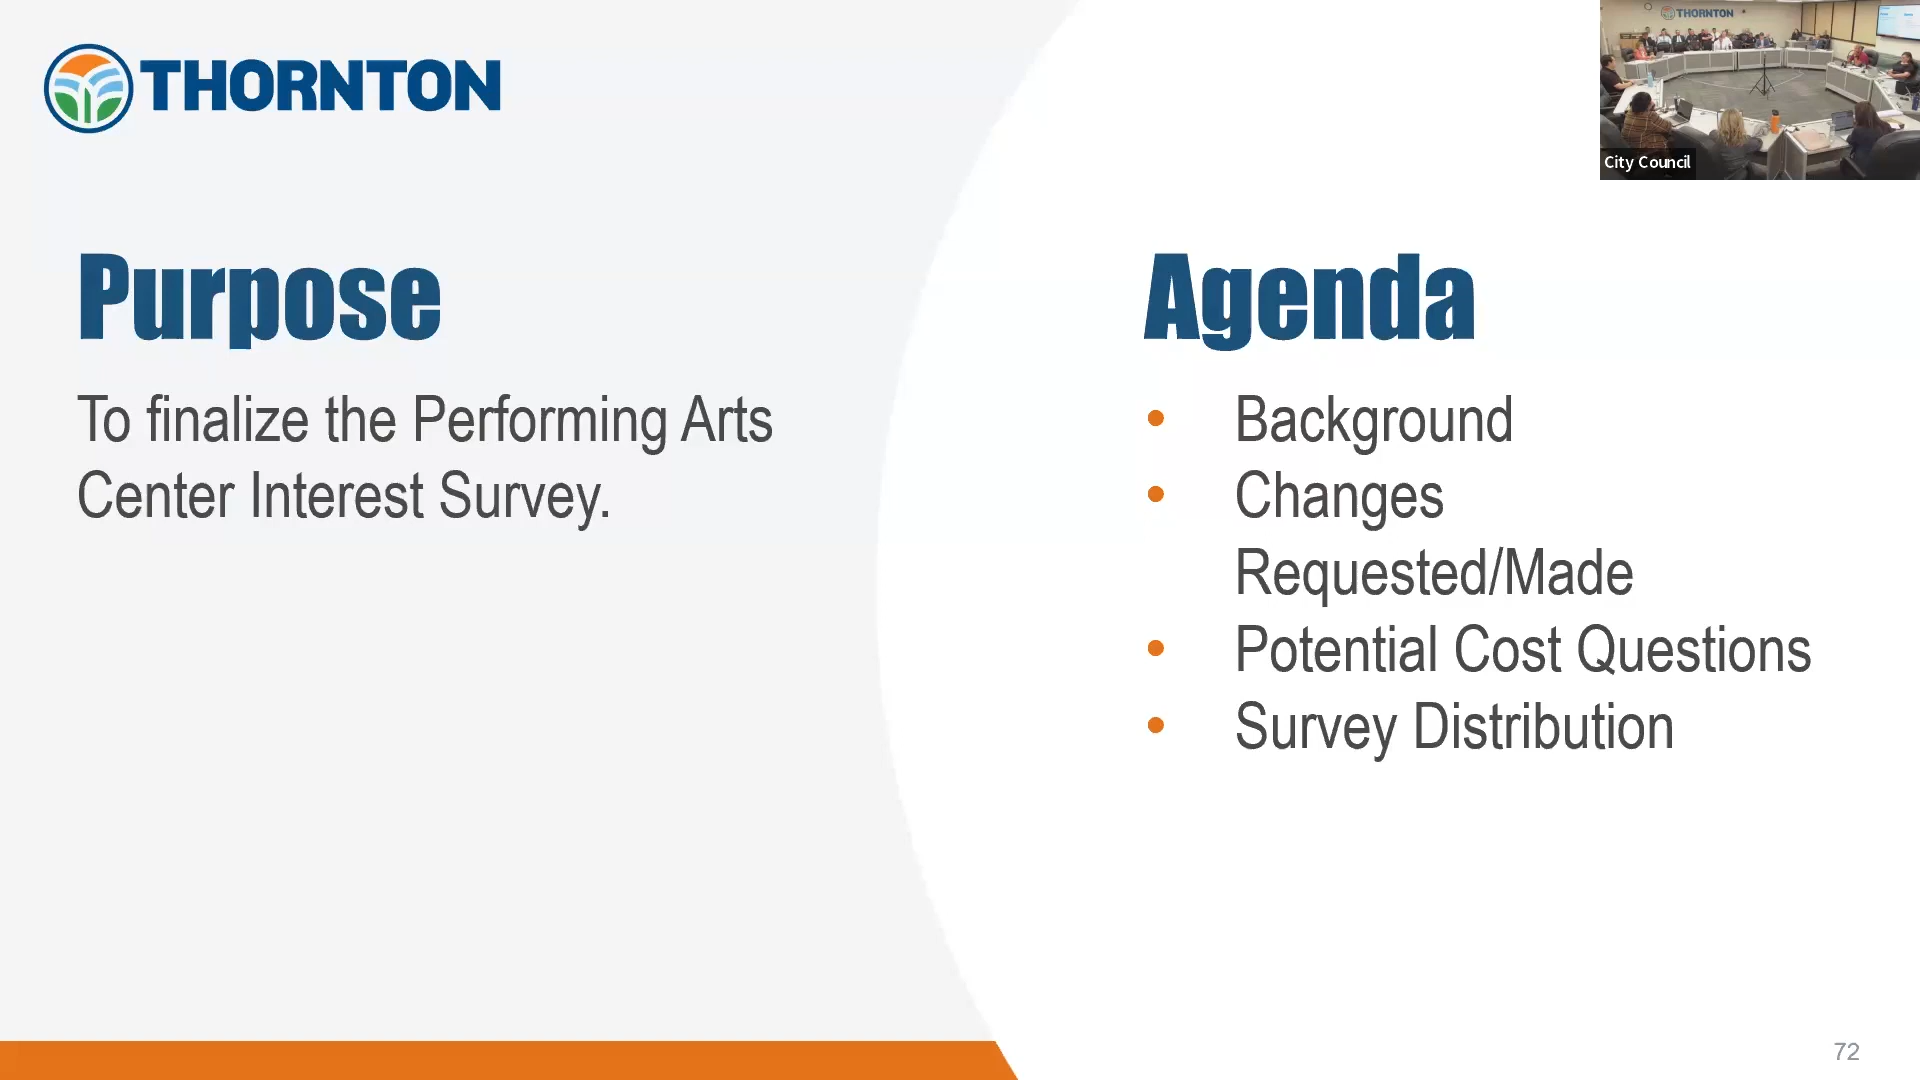 THORNTON
Purpose
To finalize the Performing Arts
Center Interest Survey.
Agenda
• Background
• Changes
Requested/Made
• Potential Cost Questions
• Survey Distribution
THORNTON
City Council
72